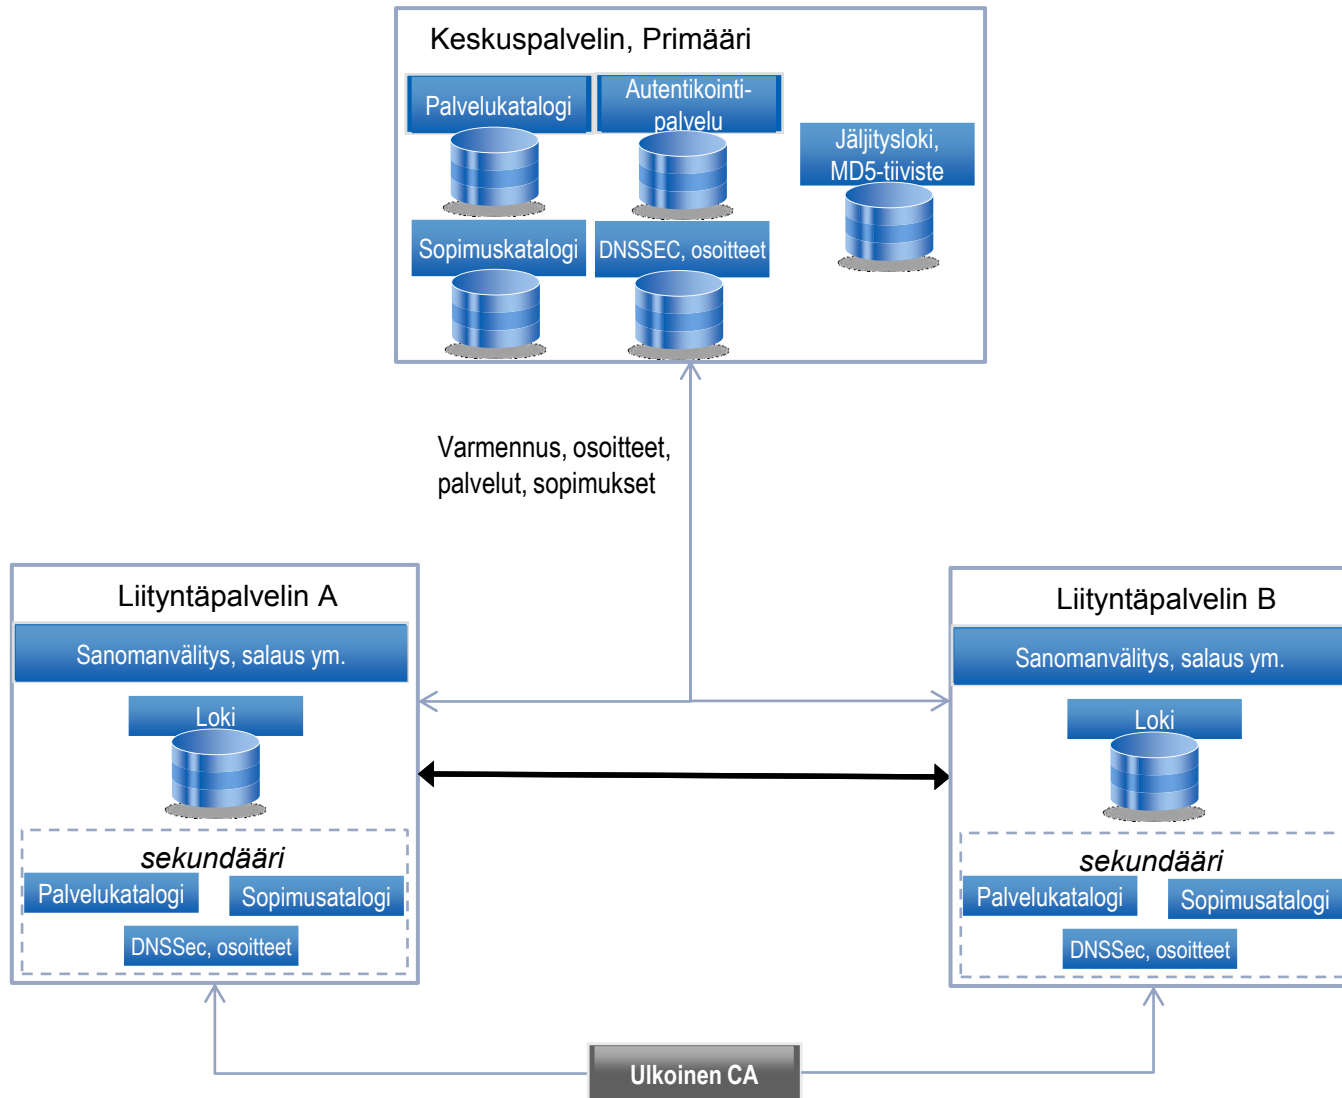 Keskuspalvelin, Primääri
Palvelukatalogi
Autentikointi-
palvelu
Jäljitysloki,
MD5-tiiviste
Sopimuskatalogi
DNSSEC, osoitteet
Varmennus, osoitteet,
palvelut, sopimukset
Liityntäpalvelin A
Sanomanvälitys, salaus ym.
Loki
sekundääri
Palvelukatalogi
Sopimusatalogi
DNSSec, osoitteet
Liityntäpalvelin B
Sanomanvälitys, salaus ym.
Loki
sekundääri
Palvelukatalogi
Sopimusatalogi
DNSSec, osoitteet
Ulkoinen CA